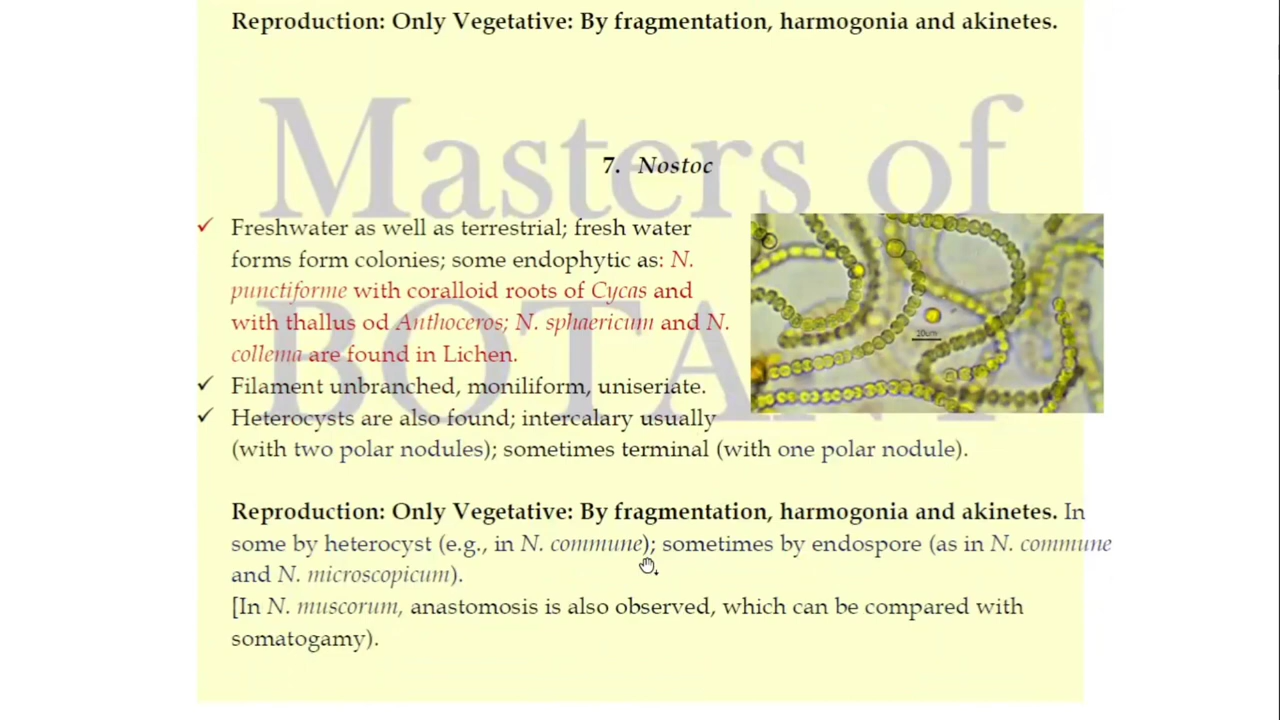 Reproduction: Only Vegetative: By fragmentation, harmogonia and akinetes.
Masters of
BOTANY
7. Nostoc
✓ Freshwater as well as terrestrial; fresh water
forms form colonies; some endophytic as: N.
punctiforme with coralloid roots of Cycas and
with thallus od Anthoceros; N. sphaericum and N.
collema are found in Lichen.
✓ Filament unbranched, moniliform, uniseriate.
✓ Heterocysts are also found; intercalary usually
(with two polar nodules); sometimes terminal (with one polar nodule).
Reproduction: Only Vegetative: By fragmentation, harmogonia and akinetes. In
some by heterocyst (e.g., in N. commune); sometimes by endospore (as in N. commune
and N. microscopicum).
[In N. muscorum, anastomosis is also observed, which can be compared with
somatogamy).